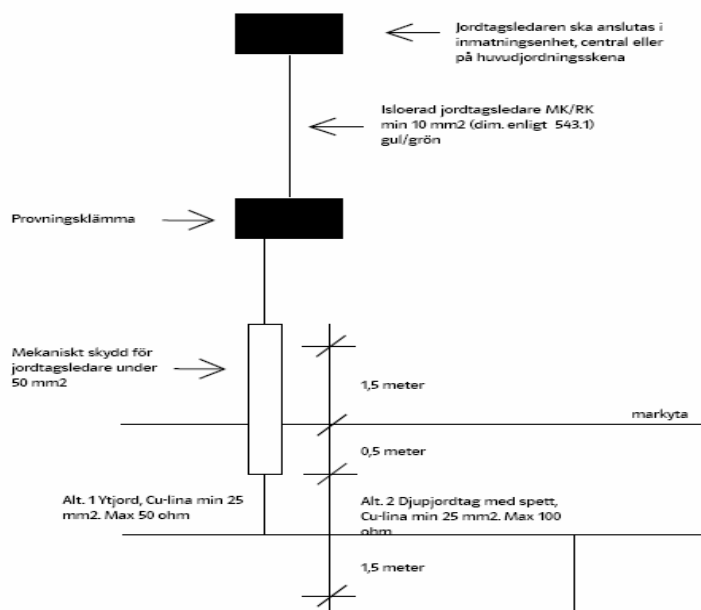 Jordtagsledaren ska anslutas i
inmatningsenhet, central eller
på huvudjordningsskena
Isloerad jordtagsledare MK/RK
min 10 mm2 (dim. enligt 543.1)
gul/grön
Provningsklämma
Mekaniskt skydd för
jordtagsledare under
50 mm2
1,5 meter
markyta
0,5 meter
Alt. 1 Ytjord, Cu-lina min 25
mm2. Max 50 ohm
Alt. 2 Djupjordtag med spett,
Cu-lina min 25 mm2. Max 100
ohm
1,5 meter